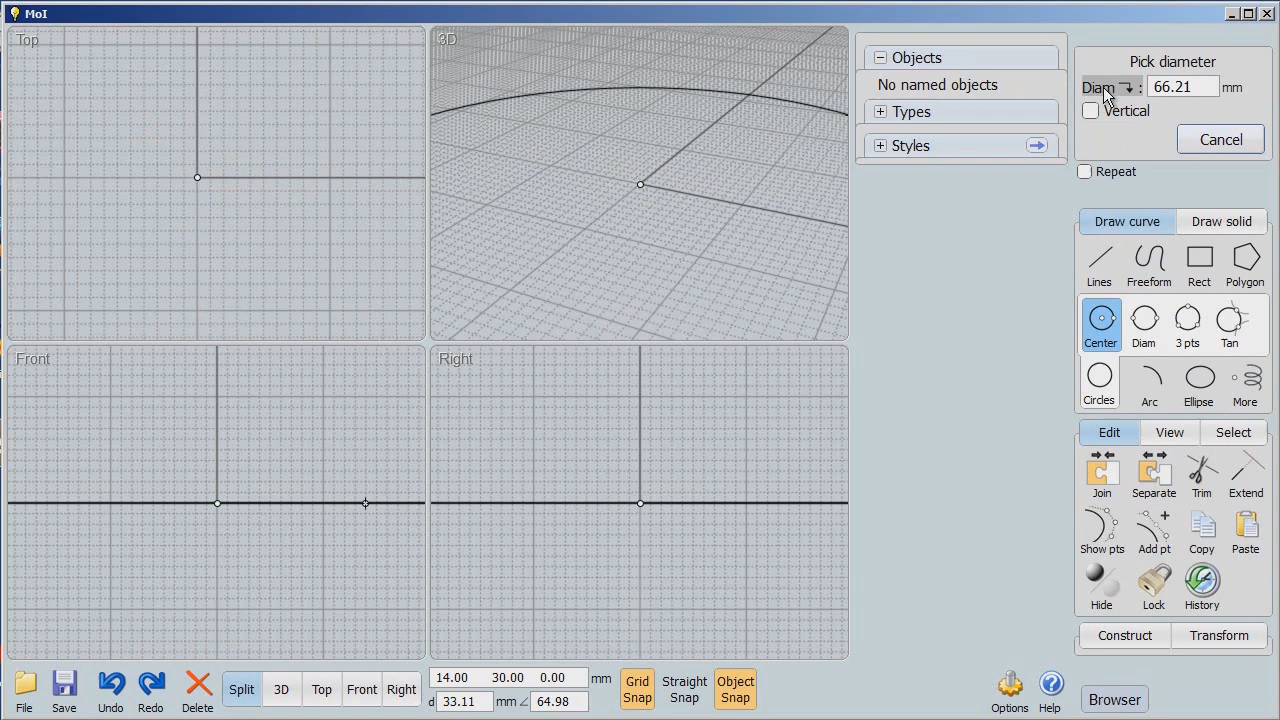 MoI
Top
3D
Front
Right
Objects
No named objects
Types
Styles
Pick diameter
Diam : 66.21 mm
Vertical
Cancel
Repeat
Draw curve Draw solid
Lines Freeform Rect Polygon
Center Diam 3 pts Tan
Circles Arc Ellipse More
Edit View Select
Join Separate Trim Extend
Show pts Add pt Copy Paste
Hide Lock History
Construct Transform
File Save Undo Redo Delete
Split 3D Top Front Right
14.00 30.00 0.00 mm
d 33.11 mm ∠ 64.98
Grid Snap
Straight Snap
Object Snap
Options Help
Browser